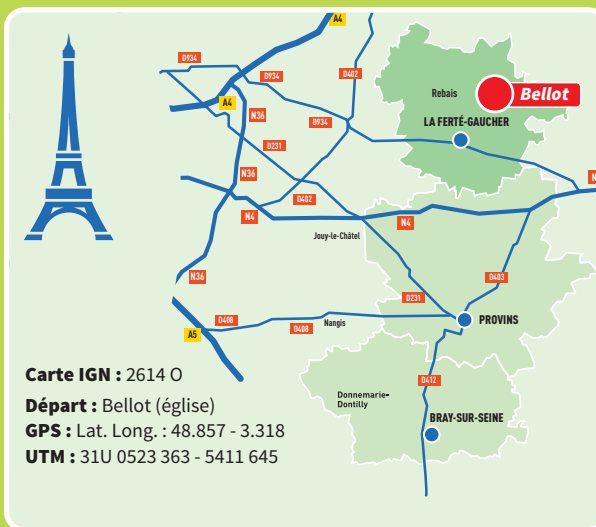 A4
D934
D402
D934
Rebais
Bellot
A4
N36
LA FERTÉ-GAUCHER
D934
D231
N36
D402
N4
N4
Jouy-le-Châtel
N36
D403
D231
D408
D408
Nangis
PROVINS
A5
Carte IGN : 2614 O
D412
Donnemarie-
Dontilly
Départ : Bellot (église)
BRAY-SUR-SEINE
GPS : Lat. Long. : 48.857 - 3.318
UTM : 31U 0523 363 - 5411 645